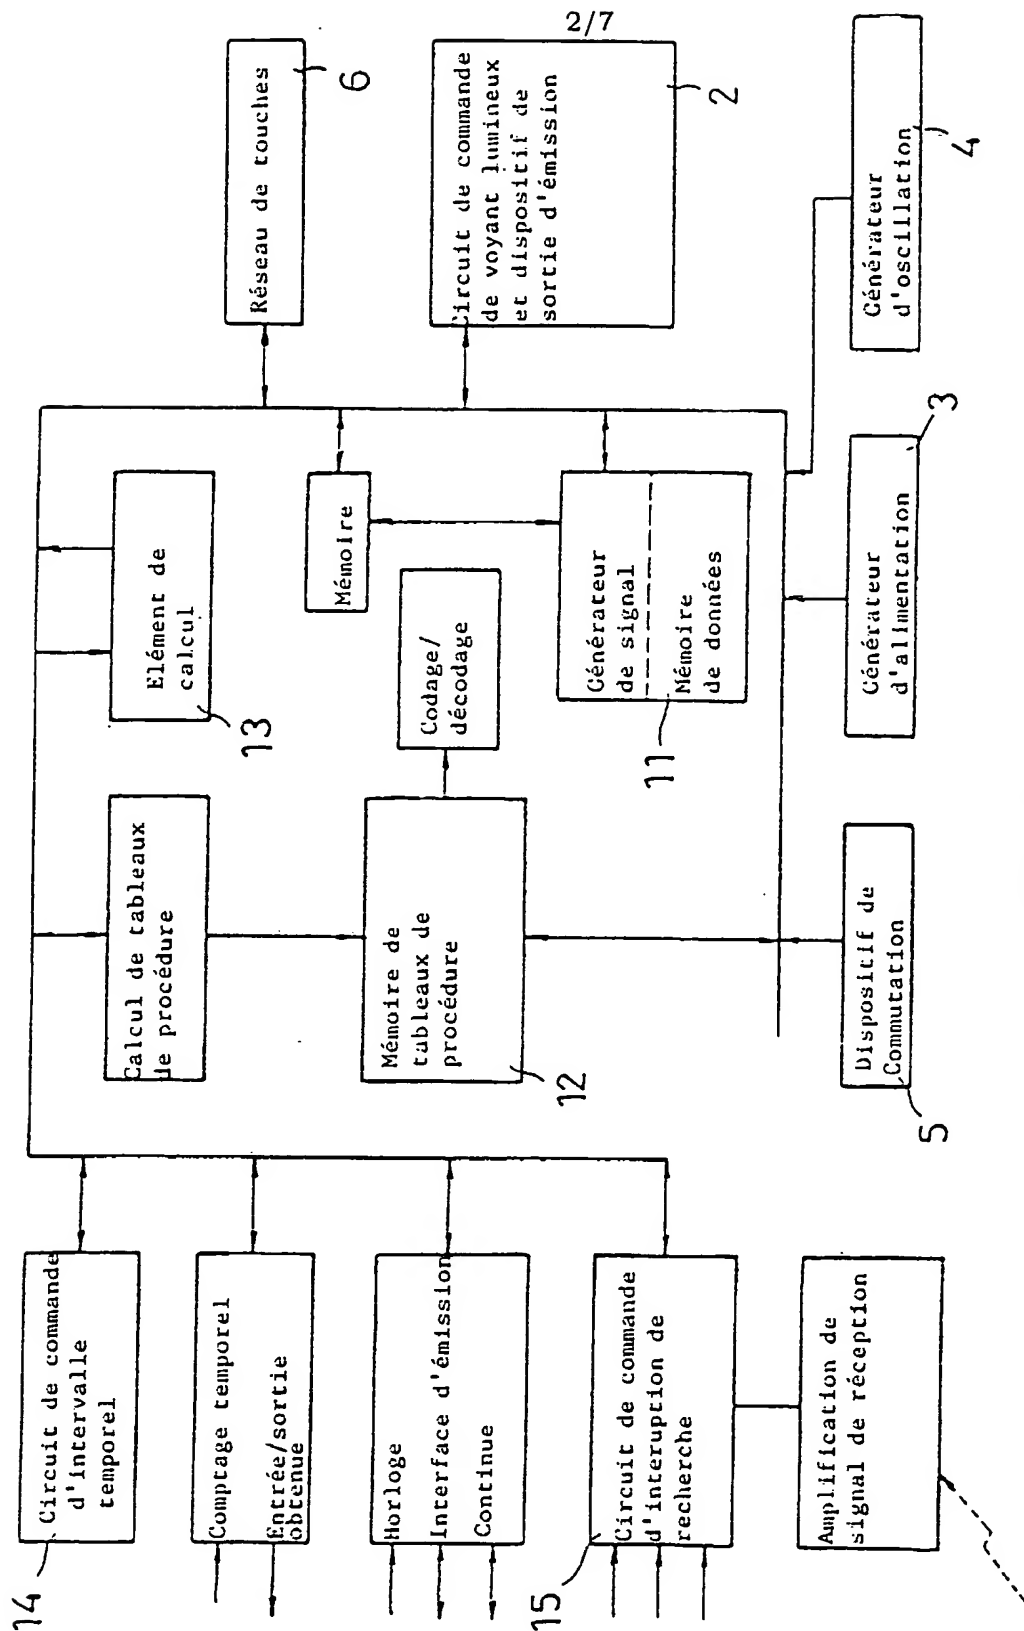 2/7
14
Circuit de commande
d'intervalle
temporel
Comptage temporel
Entrée/sortie
obtenue
Horloge
Interface d'émission
Continue
15
Circuit de commande
d'interuption de
recherche
Amplification de
signal de réception
Calcul de tableaux
de procédure
Mémoire de
tableaux de
procédure
12
Codage/
décodage
Elément de
calcul
13
Mémoire
Générateur
de signal
Mémoire
de données
11
Réseau de touches
6
Circuit de commande
de voyant lumineux
et dispositif de
sortie d'émission
2
Dispositif de
Commutation
5
Générateur
d'alimentation
3
Générateur
d'oscillation
4